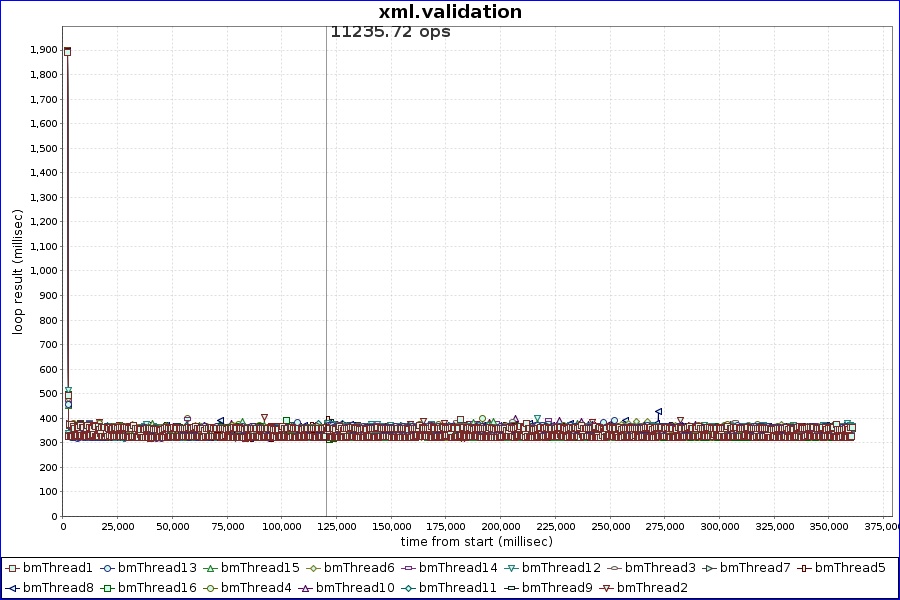 xml.validation
11235.72 ops
1,900
1,800
1,700
1,600
1,500
1,400
1,300
1,200
1,100
1,000
900
800
700
600
500
400
300
200
100
0
loop result (millisec)
0 25,000 50,000 75,000 100,000 125,000 150,000 175,000 200,000 225,000 250,000 275,000 300,000 325,000 350,000 375,000
time from start (millisec)
bmThread1 bmThread13 bmThread15 bmThread6 bmThread14 bmThread12 bmThread3 bmThread7 bmThread5
bmThread8 bmThread16 bmThread4 bmThread10 bmThread11 bmThread9 bmThread2